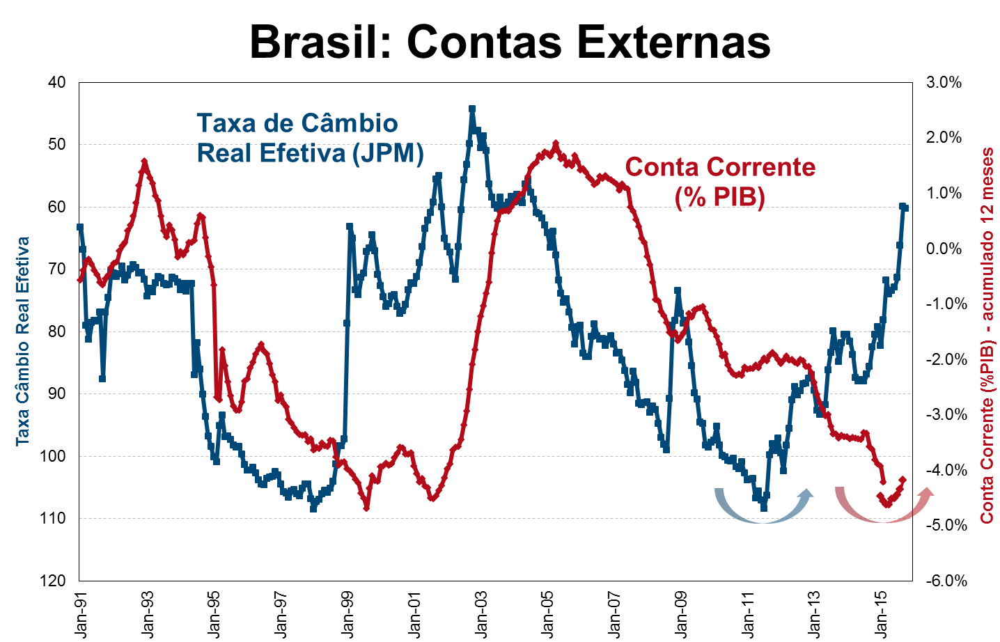 Brasil: Contas Externas
40
50
60
70
80
90
100
110
120
Taxa Câmbio Real Efetiva
Taxa de Câmbio
Real Efetiva (JPM)
Conta Corrente
(% PIB)
3.0%
2.0%
1.0%
0.0%
-1.0%
-2.0%
-3.0%
-4.0%
-5.0%
-6.0%
Conta Corrente (%PIB) - acumulado 12 meses
Jan-91
Jan-93
Jan-95
Jan-97
Jan-99
Jan-01
Jan-03
Jan-05
Jan-07
Jan-09
Jan-11
Jan-13
Jan-15